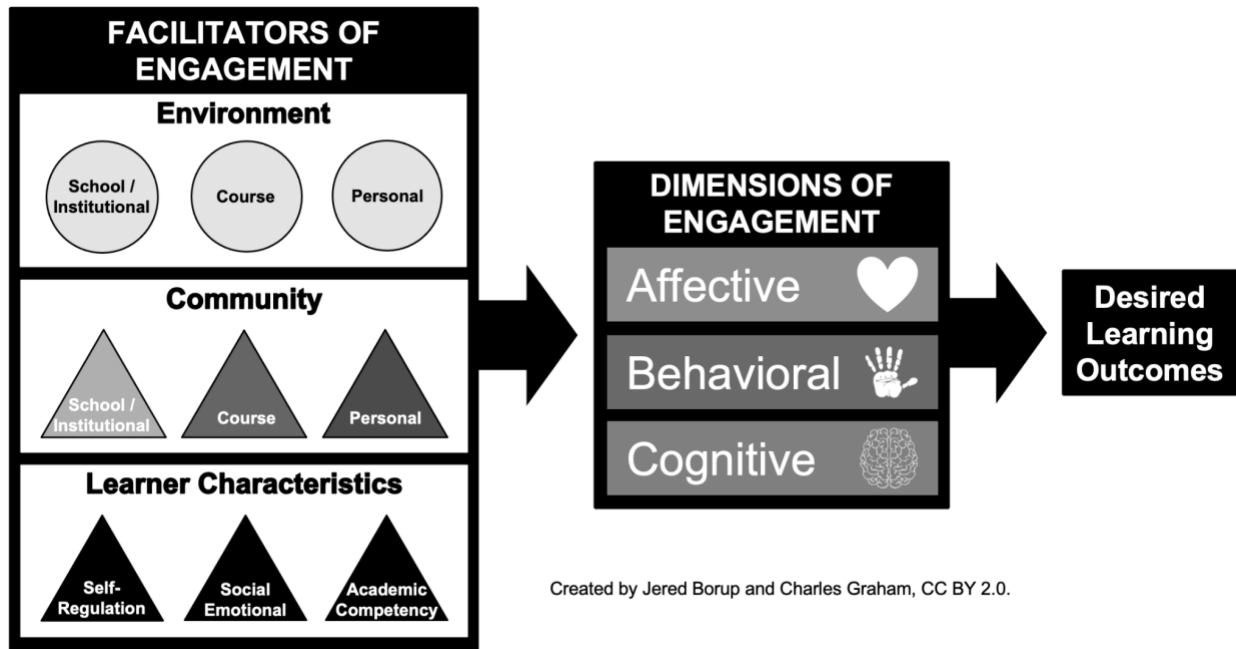 FACILITATORS OF
ENGAGEMENT
Environment
School /
Institutional
Course
Personal
Community
School /
Institutional
Course
Personal
Learner Characteristics
Self-
Regulation
Social
Emotional
Academic
Competency
DIMENSIONS OF
ENGAGEMENT
Affective
Behavioral
Cognitive
Desired
Learning
Outcomes
Created by Jered Borup and Charles Graham, CC BY 2.0.